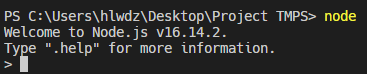 PS C:\Users\hlwdz\Desktop\Project TMPS> node
Welcome to Node.js v16.14.2.
Type ".help" for more information.
>